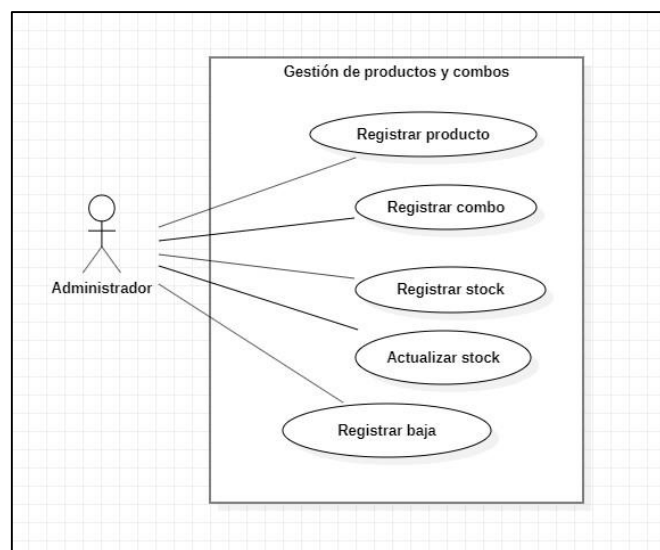 Gestión de productos y combos
Registrar producto
Registrar combo
Registrar stock
Administrador
Actualizar stock
Registrar baja